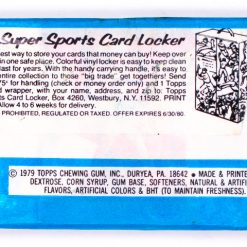 Super Sports Card Locker
est way to store your cards that money can buy! Keep over
in one safe place. Colorful vinyl locker is easy to keep clean
last for years. With the handy carrying handle, it's easy to
entire collection to those "big trade" get togethers! Send
75¢ for handling (check or money order) and 1 Topps
rd wrapper, with your name, address, and zip to: Topps
ports Card Locker, Box 4260, Westbury, N.Y. 11592. PRINT
Allow 4 to 6 weeks for delivery.
PROHIBITED, REGULATED OR TAXED. OFFER EXPIRES 6/30/80.
© 1979 TOPPS CHEWING GUM, INC., DURYEA, PA. 18642 • MADE & PRINTE
DEXTROSE, CORN SYRUP, GUM BASE, SOFTENERS, NATURAL & ARTIFI
FLAVORS, ARTIFICIAL COLORS & BHT (TO MAINTAIN FRESHNESS).